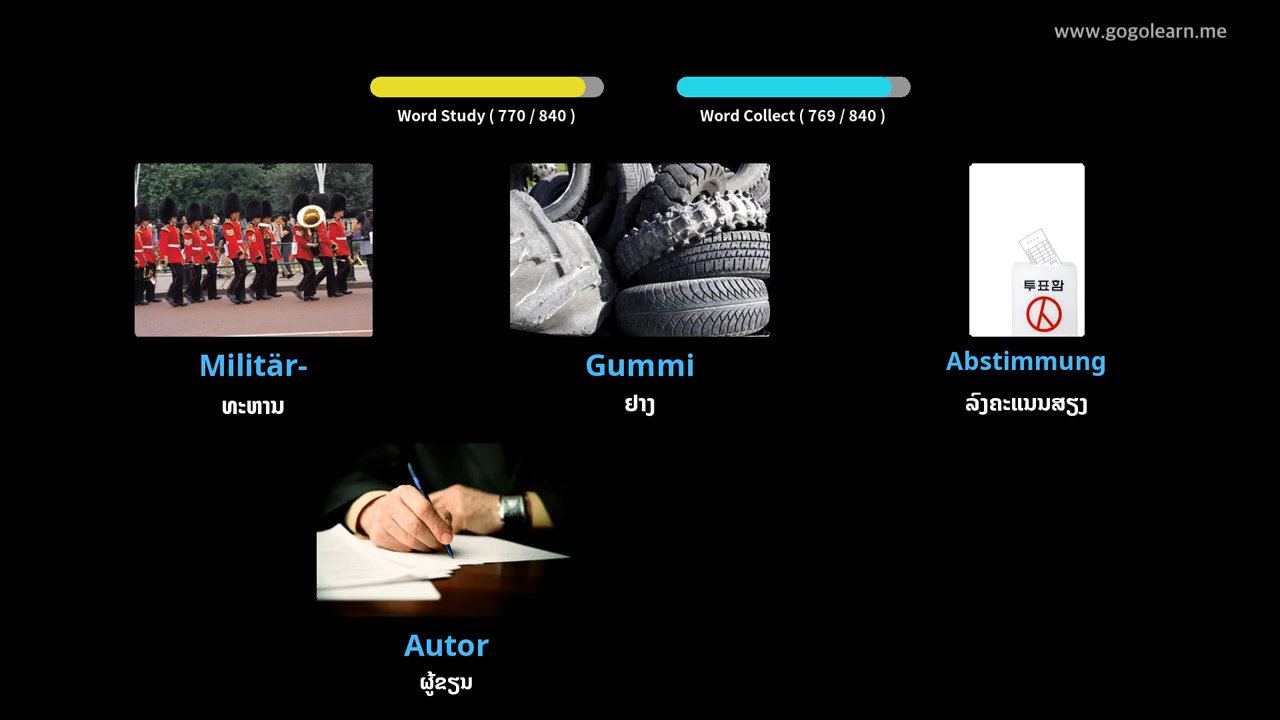 www.gogolearn.me
Word Study ( 770 / 840 )
Word Collect ( 769 / 840 )
투표함
Militär-
ທະຫານ
Gummi
ຢາງ
Abstimmung
ລົງຄະແນນສຽງ
Autor
ຜູ້ຂຽນ